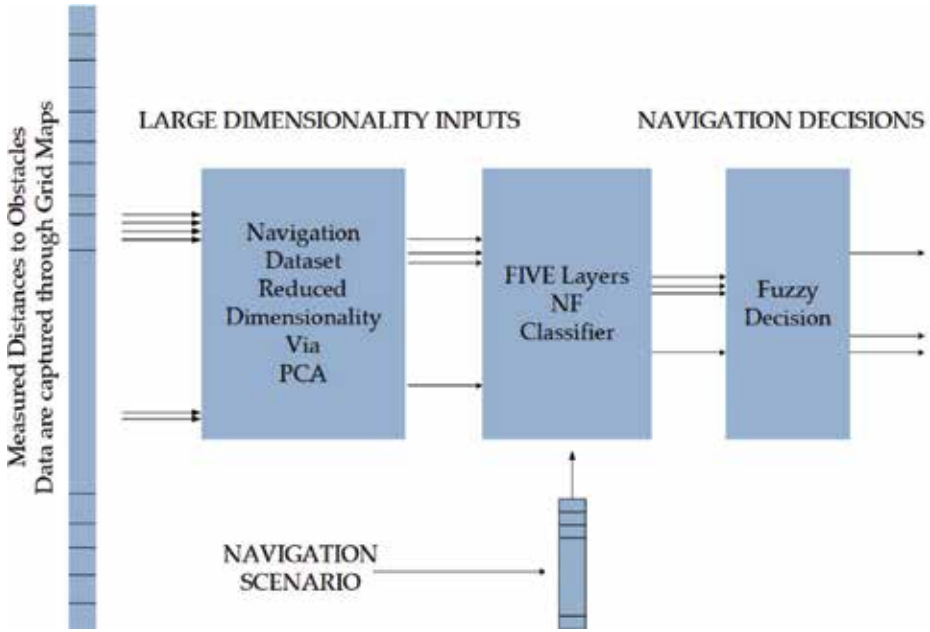 Measured Distances to Obstacles
Data are captured through Grid Maps
LARGE DIMENSIONALITY INPUTS
NAVIGATION DECISIONS
Navigation
Dataset
Reduced
Dimensionality
Via
PCA
FIVE Layers
NF
Classifier
Fuzzy
Decision
NAVIGATION
SCENARIO